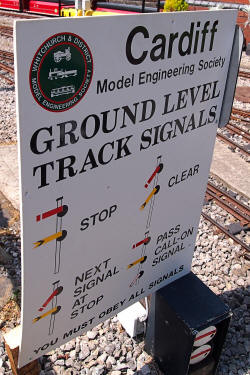 WHITCHURCH & DISTRICT
MODEL ENGINEERING SOCIETY
Cardiff
Model Engineering Society
GROUND LEVEL
TRACK SIGNALS
STOP
CLEAR
NEXT
SIGNAL
AT
STOP
PASS
CALL-ON
SIGNAL
YOU MUST OBEY ALL SIGNALS